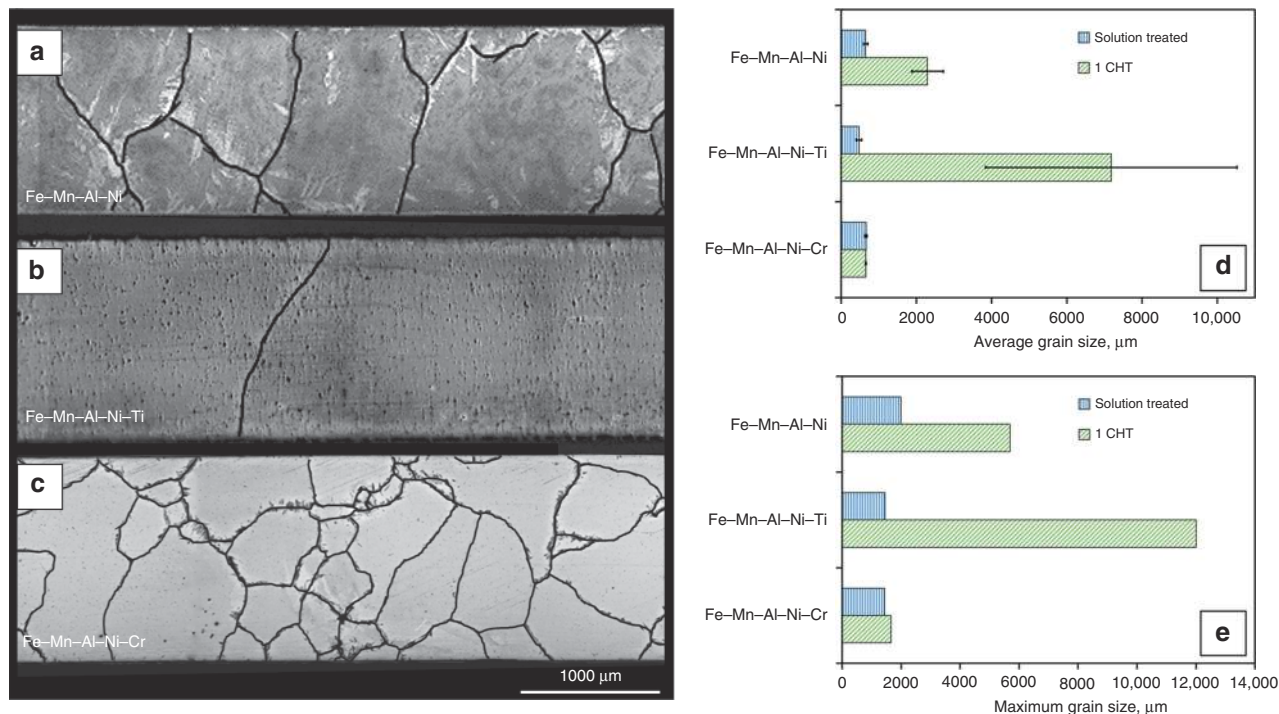 a
Fe–Mn–Al–Ni
b
Fe–Mn–Al–Ni–Ti
c
Fe–Mn–Al–Ni–Cr
1000 μm
Fe–Mn–Al–Ni
Fe–Mn–Al–Ni–Ti
Fe–Mn–Al–Ni–Cr
Solution treated
1 CHT
d
0 2000 4000 6000 8000 10,000
Average grain size, μm
Fe–Mn–Al–Ni
Fe–Mn–Al–Ni–Ti
Fe–Mn–Al–Ni–Cr
Solution treated
1 CHT
e
0 2000 4000 6000 8000 10,000 12,000 14,000
Maximum grain size, μm